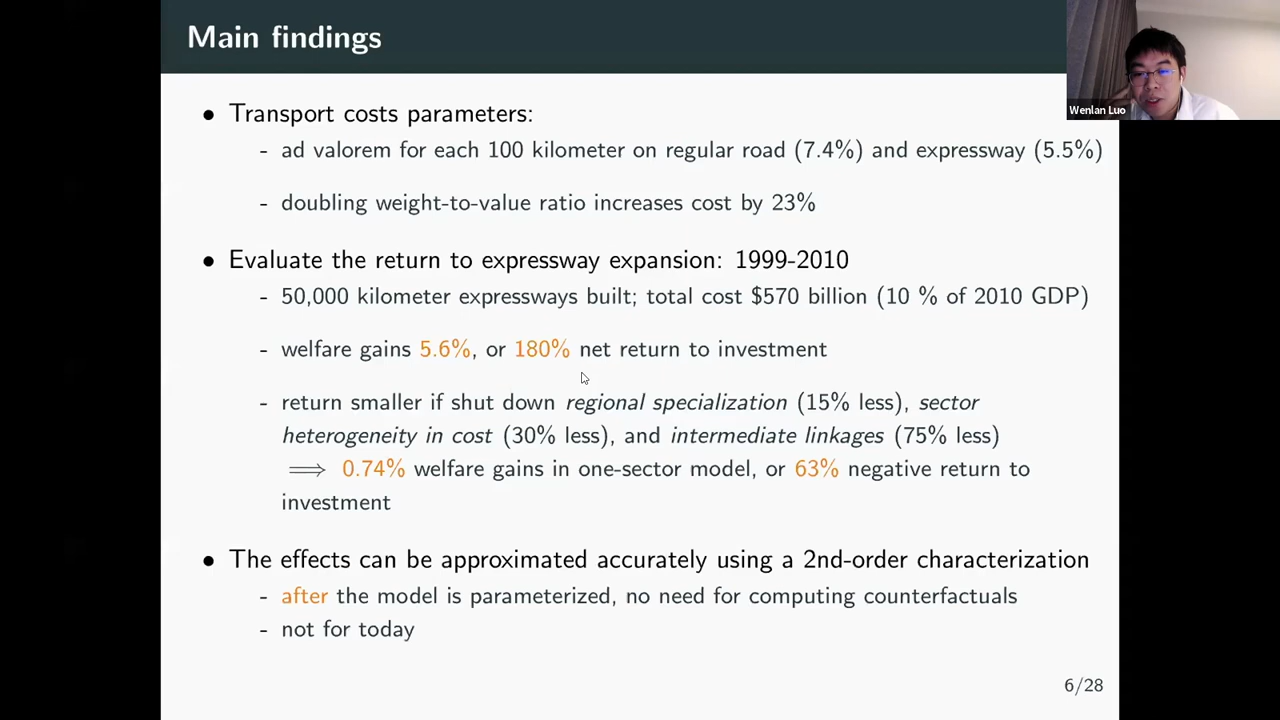 Main findings
Wenlan Luo
• Transport costs parameters:
- ad valorem for each 100 kilometer on regular road (7.4%) and expressway (5.5%)
- doubling weight-to-value ratio increases cost by 23%
• Evaluate the return to expressway expansion: 1999-2010
- 50,000 kilometer expressways built; total cost $570 billion (10 % of 2010 GDP)
- welfare gains 5.6%, or 180% net return to investment
- return smaller if shut down regional specialization (15% less), sector
heterogeneity in cost (30% less), and intermediate linkages (75% less)
⟹ 0.74% welfare gains in one-sector model, or 63% negative return to
investment
• The effects can be approximated accurately using a 2nd-order characterization
- after the model is parameterized, no need for computing counterfactuals
- not for today
6/28